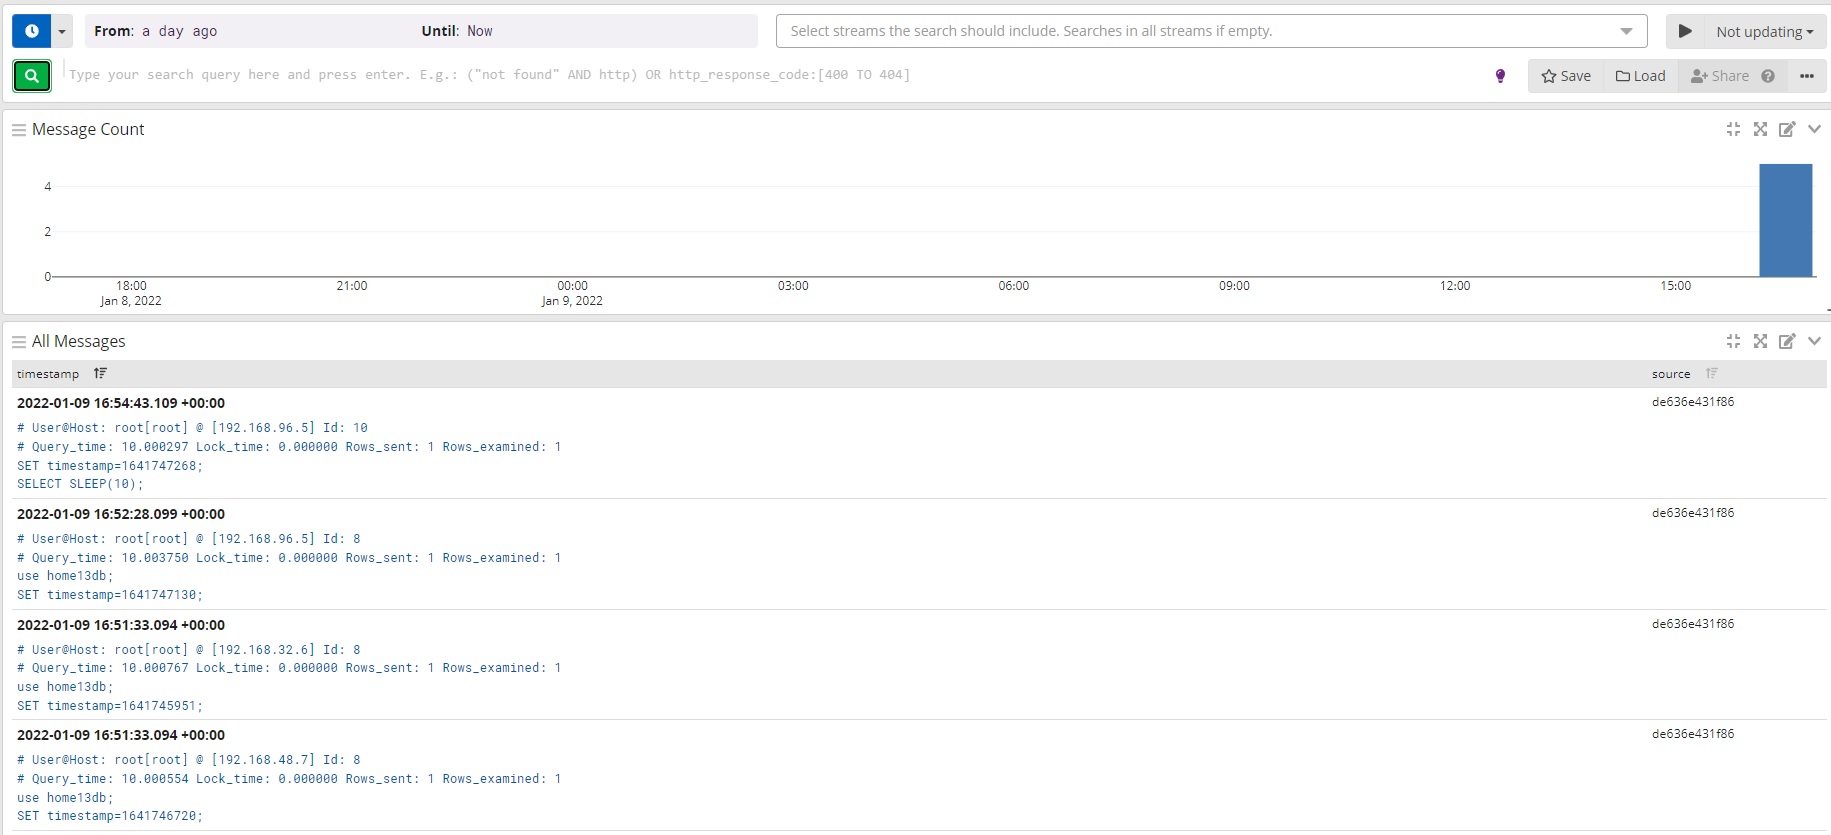 From: a day ago Until: Now Select streams the search should include. Searches in all streams if empty. Not updating
Type your search query here and press enter. E.g.: ("not found" AND http) OR http_response_code:[400 TO 404] Save Load Share
Message Count
4
2
0
18:00 21:00 00:00 03:00 06:00 09:00 12:00 15:00
Jan 8, 2022 Jan 9, 2022
All Messages
timestamp source
2022-01-09 16:54:43.109 +00:00 de636e431f86
# User@Host: root[root] @ [192.168.96.5] Id: 10
# Query_time: 10.000297 Lock_time: 0.000000 Rows_sent: 1 Rows_examined: 1
SET timestamp=1641747268;
SELECT SLEEP(10);
2022-01-09 16:52:28.099 +00:00 de636e431f86
# User@Host: root[root] @ [192.168.96.5] Id: 8
# Query_time: 10.003750 Lock_time: 0.000000 Rows_sent: 1 Rows_examined: 1
use home13db;
SET timestamp=1641747130;
2022-01-09 16:51:33.094 +00:00 de636e431f86
# User@Host: root[root] @ [192.168.32.6] Id: 8
# Query_time: 10.000767 Lock_time: 0.000000 Rows_sent: 1 Rows_examined: 1
use home13db;
SET timestamp=1641745951;
2022-01-09 16:51:33.094 +00:00 de636e431f86
# User@Host: root[root] @ [192.168.48.7] Id: 8
# Query_time: 10.000554 Lock_time: 0.000000 Rows_sent: 1 Rows_examined: 1
use home13db;
SET timestamp=1641746720;